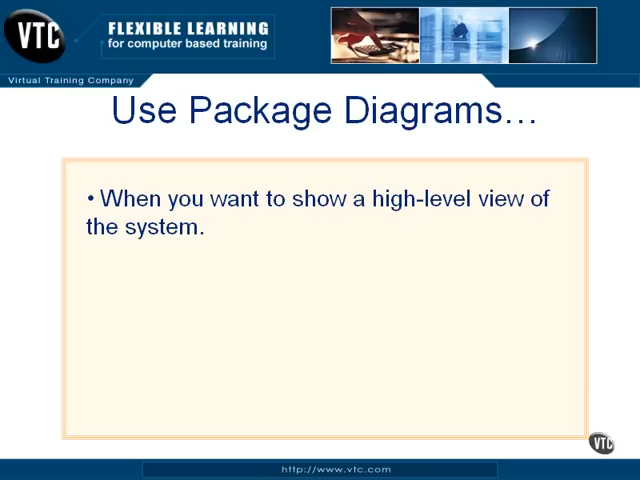 VTC
FLEXIBLE LEARNING
for computer based training
Virtual Training Company
Use Package Diagrams…
• When you want to show a high-level view of
the system.
VTC
http://www.vtc.com